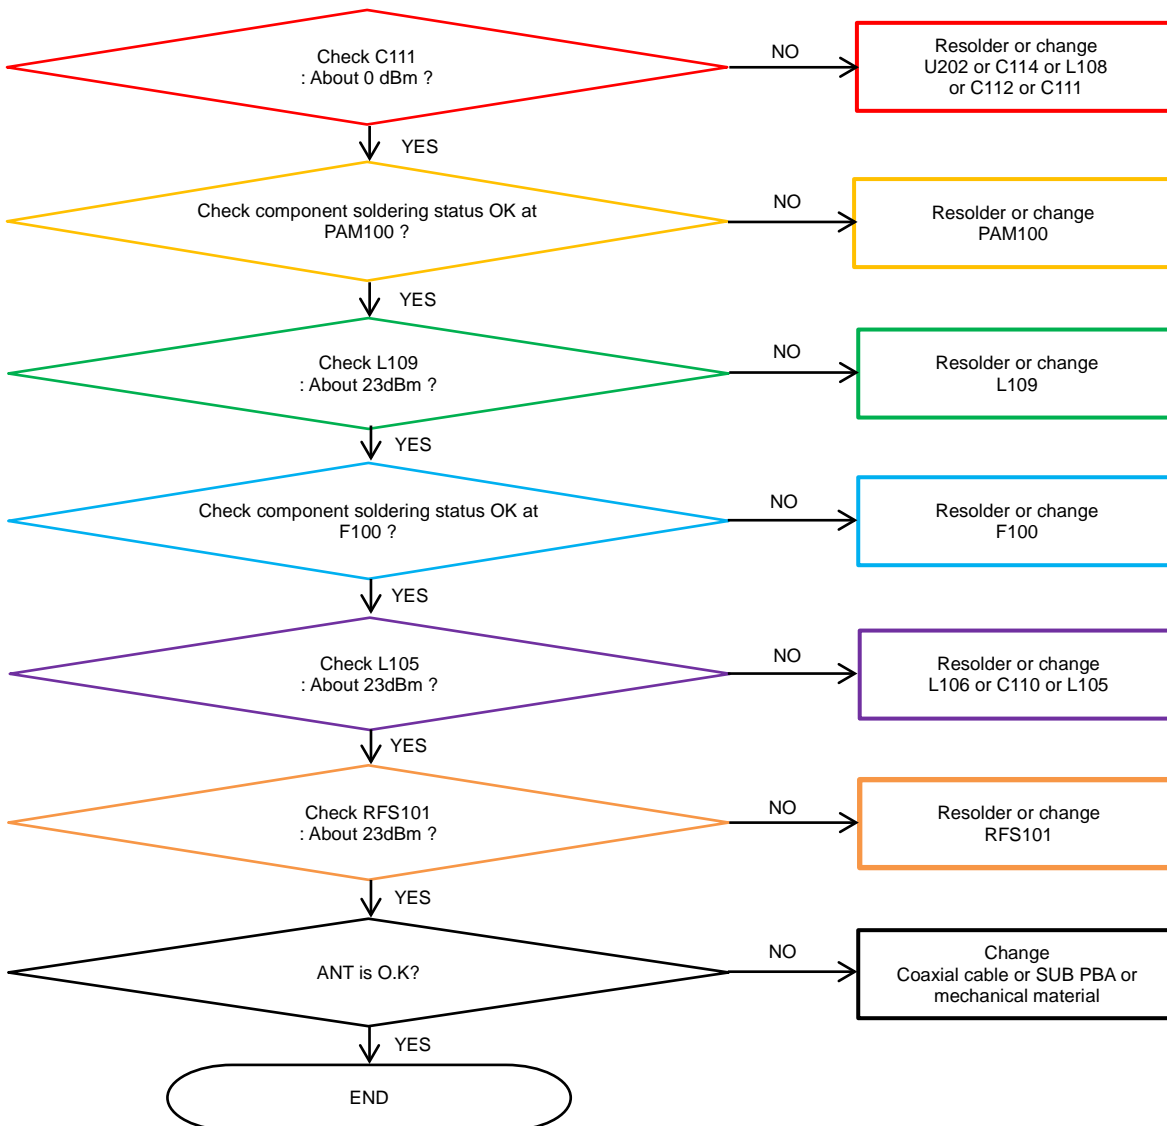 Check C111
: About 0 dBm ?
NO
Resolder or change
U202 or C114 or L108
or C112 or C111
YES
Check component soldering status OK at
PAM100 ?
NO
Resolder or change
PAM100
YES
Check L109
: About 23dBm ?
NO
Resolder or change
L109
YES
Check component soldering status OK at
F100 ?
NO
Resolder or change
F100
YES
Check L105
: About 23dBm ?
NO
Resolder or change
L106 or C110 or L105
YES
Check RFS101
: About 23dBm ?
NO
Resolder or change
RFS101
YES
ANT is O.K?
NO
Change
Coaxial cable or SUB PBA or
mechanical material
YES
END